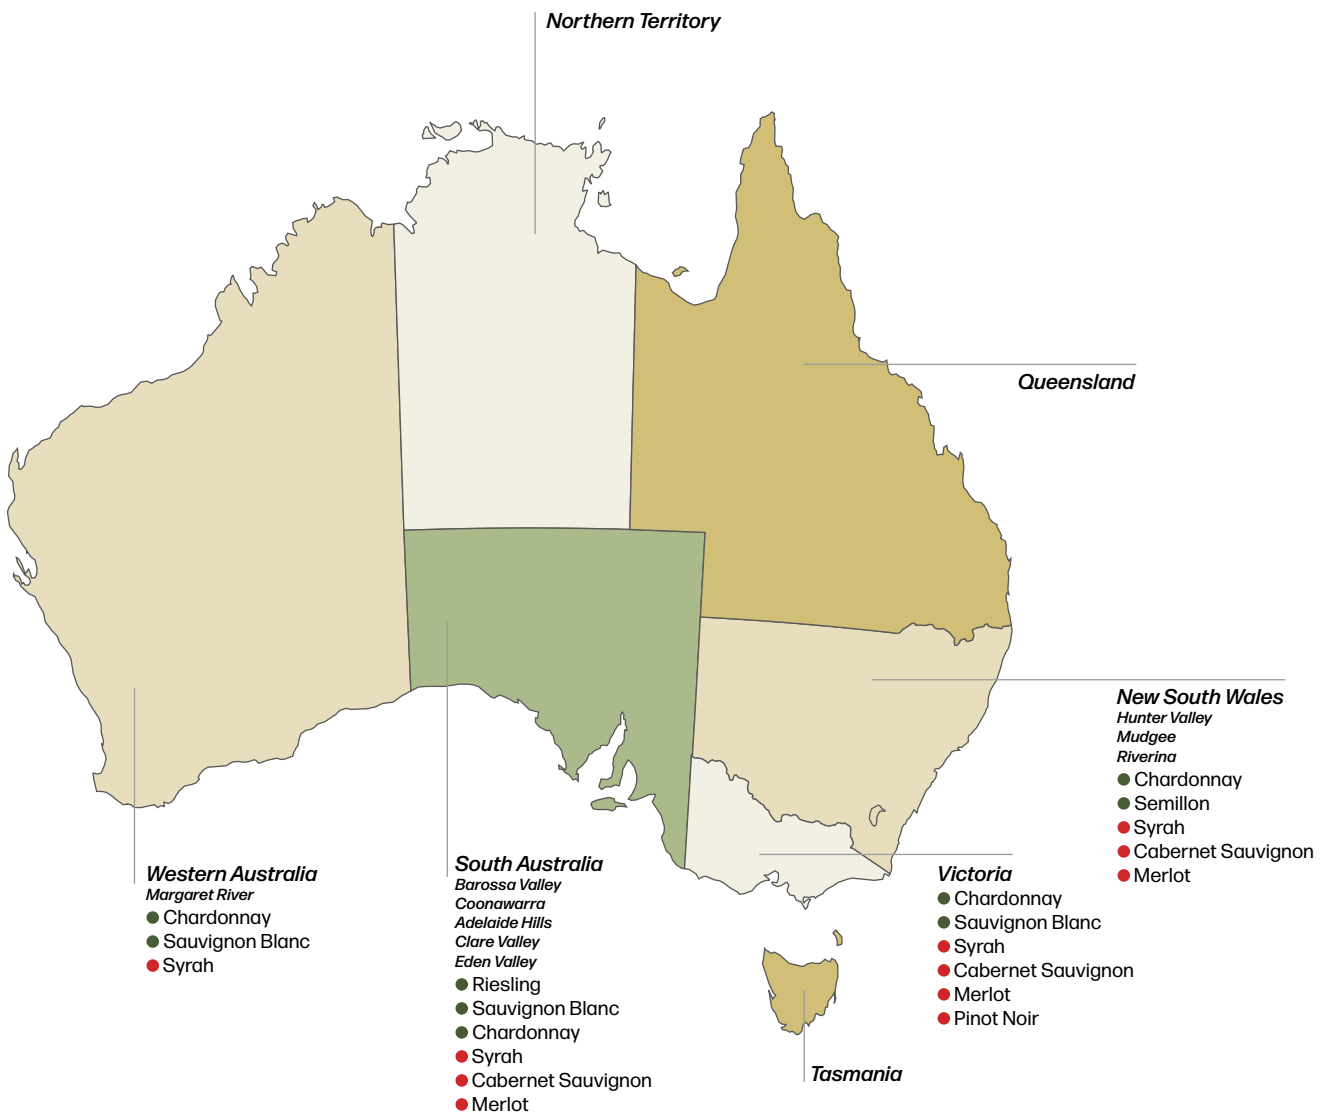 Northern Territory
Queensland
New South Wales
Hunter Valley
Mudgee
Riverina
Chardonnay
Semillon
Syrah
Cabernet Sauvignon
Merlot
Western Australia
Margaret River
Chardonnay
Sauvignon Blanc
Syrah
South Australia
Barossa Valley
Coonawarra
Adelaide Hills
Clare Valley
Eden Valley
Riesling
Sauvignon Blanc
Chardonnay
Syrah
Cabernet Sauvignon
Merlot
Victoria
Chardonnay
Sauvignon Blanc
Syrah
Cabernet Sauvignon
Merlot
Pinot Noir
Tasmania